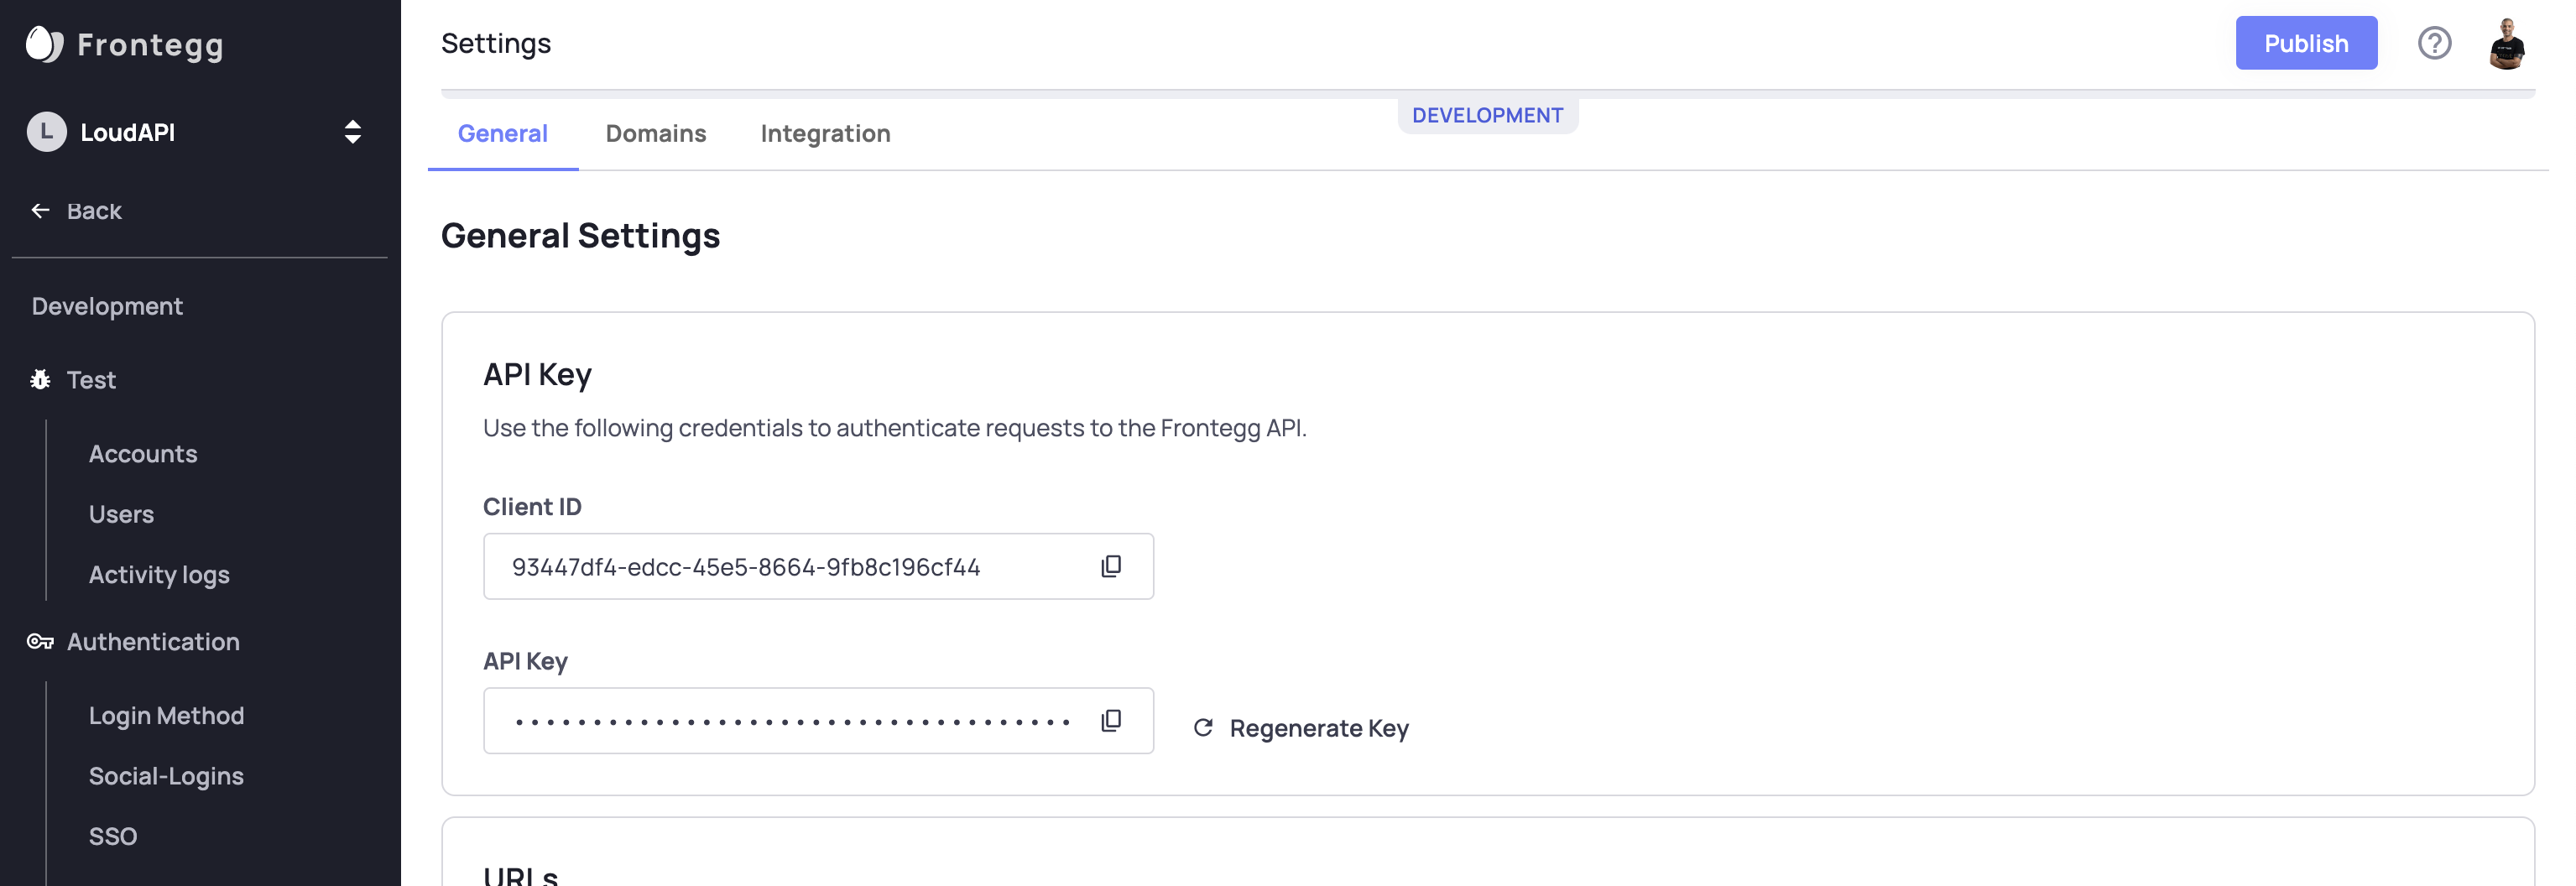 Frontegg
L LoudAPI
Back
Development
Test
Accounts
Users
Activity logs
Authentication
Login Method
Social-Logins
SSO
Settings
Publish
DEVELOPMENT
General Domains Integration
General Settings
API Key
Use the following credentials to authenticate requests to the Frontegg API.
Client ID
93447df4-edcc-45e5-8664-9fb8c196cf44
API Key
••••••••••••••••••••••••••••••••••••
Regenerate Key
URLs